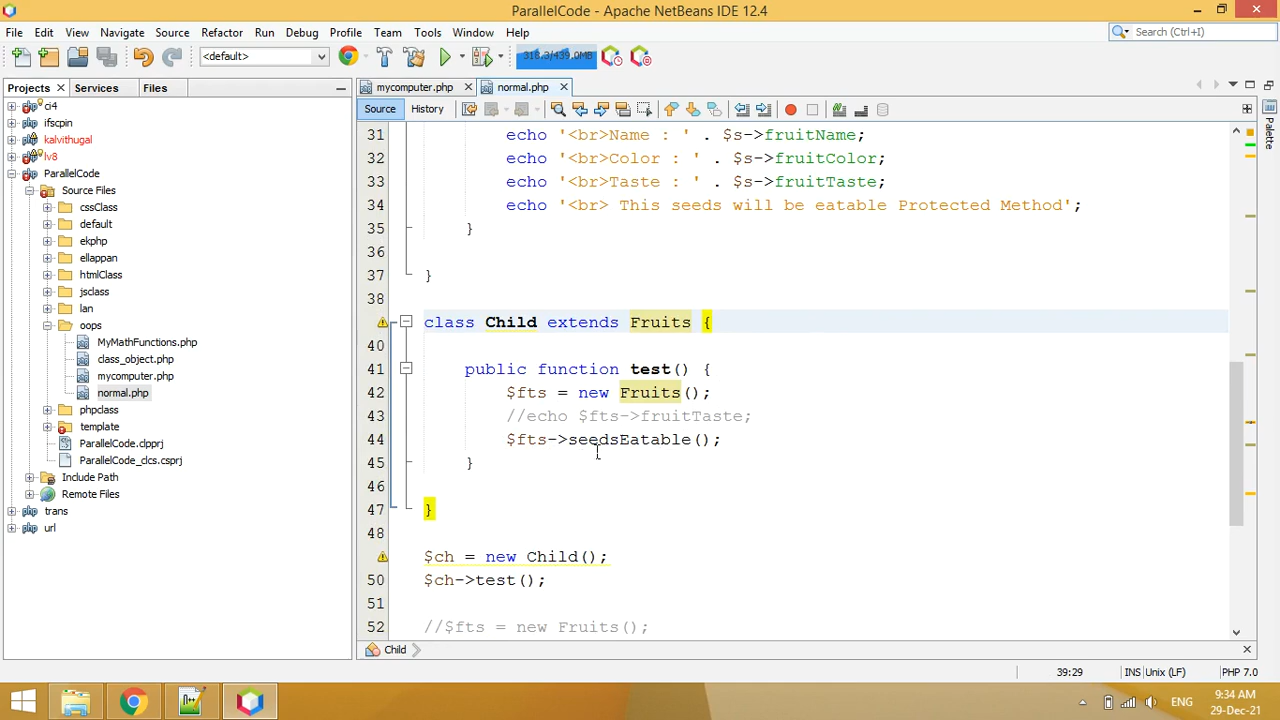 ParallelCode - Apache NetBeans IDE 12.4
File Edit View Navigate Source Refactor Run Debug Profile Team Tools Window Help
Search (Ctrl+I)
<default>
318.3/439.0MB
Projects Services Files
mycomputer.php normal.php
Source History
ci4
ifscpin
kalvithugal
lv8
ParallelCode
Source Files
cssClass
default
ekphp
ellappan
htmlClass
jsclass
lan
oops
MyMathFunctions.php
class_object.php
mycomputer.php
normal.php
phpclass
template
ParallelCode.clpprj
ParallelCode_clcs.csprj
Include Path
Remote Files
trans
url
31 echo '<br>Name : ' . $s->fruitName;
32 echo '<br>Color : ' . $s->fruitColor;
33 echo '<br>Taste : ' . $s->fruitTaste;
34 echo '<br> This seeds will be eatable Protected Method';
35 }
36
37 }
38
class Child extends Fruits {
40
41 public function test() {
42 $fts = new Fruits();
43 //echo $fts->fruitTaste;
44 $fts->seedsEatable();
45 }
46
47 }
48
$ch = new Child();
50 $ch->test();
51
52 //$fts = new Fruits();
Palette
Child
39:29 INS Unix (LF) PHP 7.0
ENG
9:34 AM
29-Dec-21